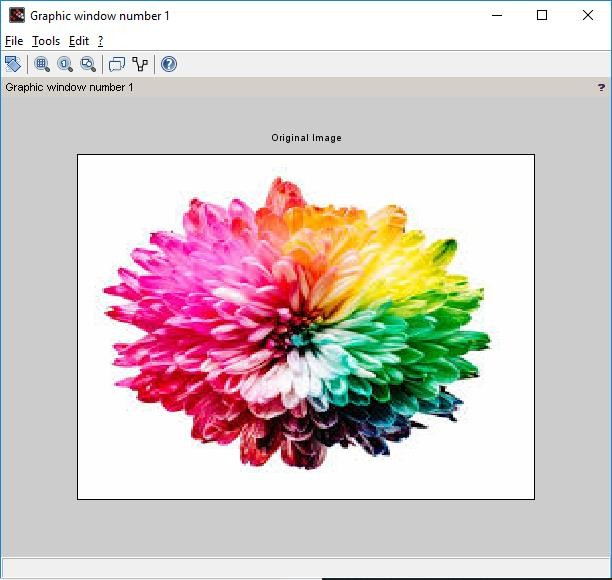 Graphic window number 1
File Tools Edit ?
Graphic window number 1 ?
Original Image